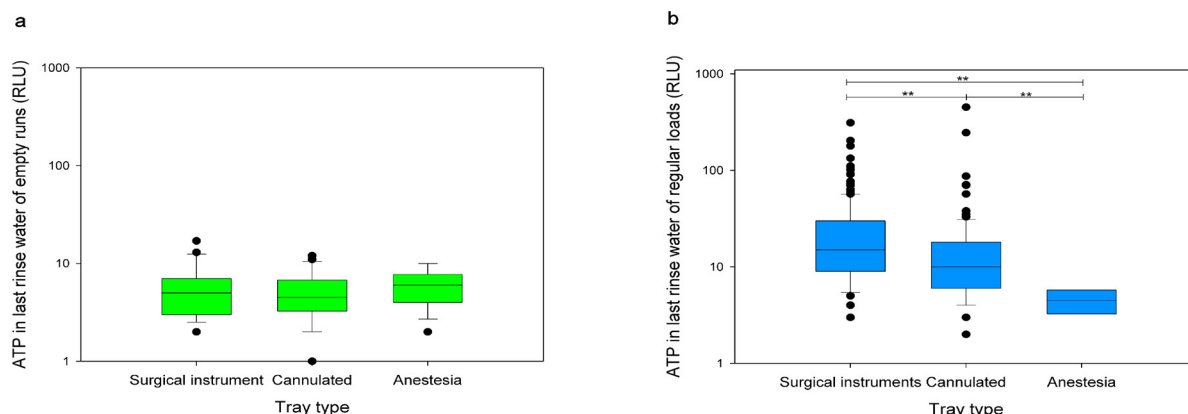 a
ATP in last rinse water of empty runs (RLU)
1000
100
10
1
Surgical instrument Cannulated Anestesia
Tray type
b
ATP in last rinse water of regular loads (RLU)
1000
100
10
1
**
** **
Surgical instruments Cannulated Anestesia
Tray type